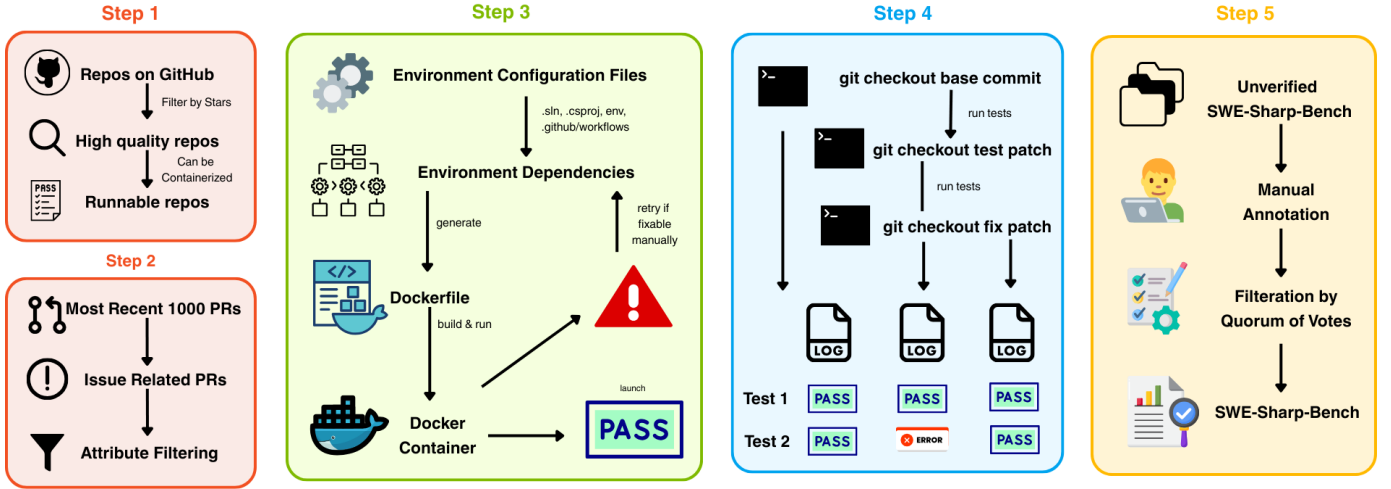 Step 1
Repos on GitHub
Filter by Stars
High quality repos
Can be
Containerized
PASS
Runnable repos
Step 2
Most Recent 1000 PRs
Issue Related PRs
Attribute Filtering
Step 3
Environment Configuration Files
.sln, .csproj, env,
.github/workflows
Environment Dependencies
generate
retry if
fixable
manually
</>
Dockerfile
build & run
Docker
Container
launch
PASS
Step 4
>_
git checkout base commit
run tests
>_
git checkout test patch
run tests
>_
git checkout fix patch
LOG
LOG
LOG
Test 1
PASS
PASS
PASS
Test 2
PASS
ERROR
PASS
Step 5
Unverified
SWE-Sharp-Bench
Manual
Annotation
Filteration by
Quorum of Votes
SWE-Sharp-Bench